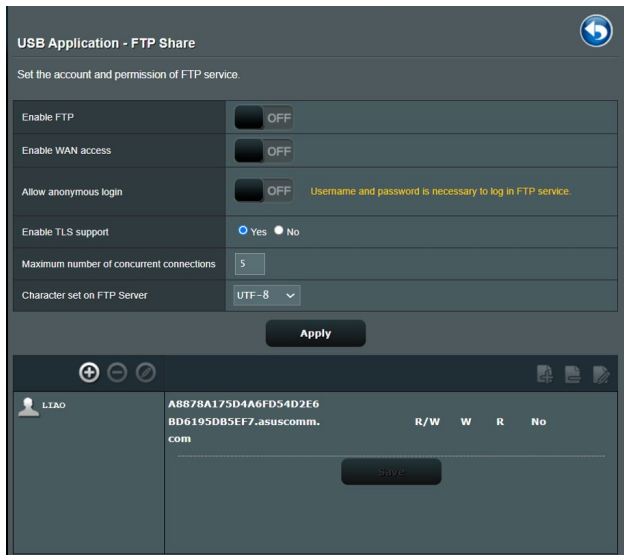 USB Application - FTP Share
Set the account and permission of FTP service.
Enable FTP
OFF
Enable WAN access
OFF
Allow anonymous login
OFF
Username and password is necessary to log in FTP service.
Enable TLS support
Yes No
Maximum number of concurrent connections
5
Character set on FTP Server
UTF-8
Apply
LIAO
A8878A175D4A6FD54D2E6
BD6195DB5EF7.asuscomm.
com
R/W W R No
Save